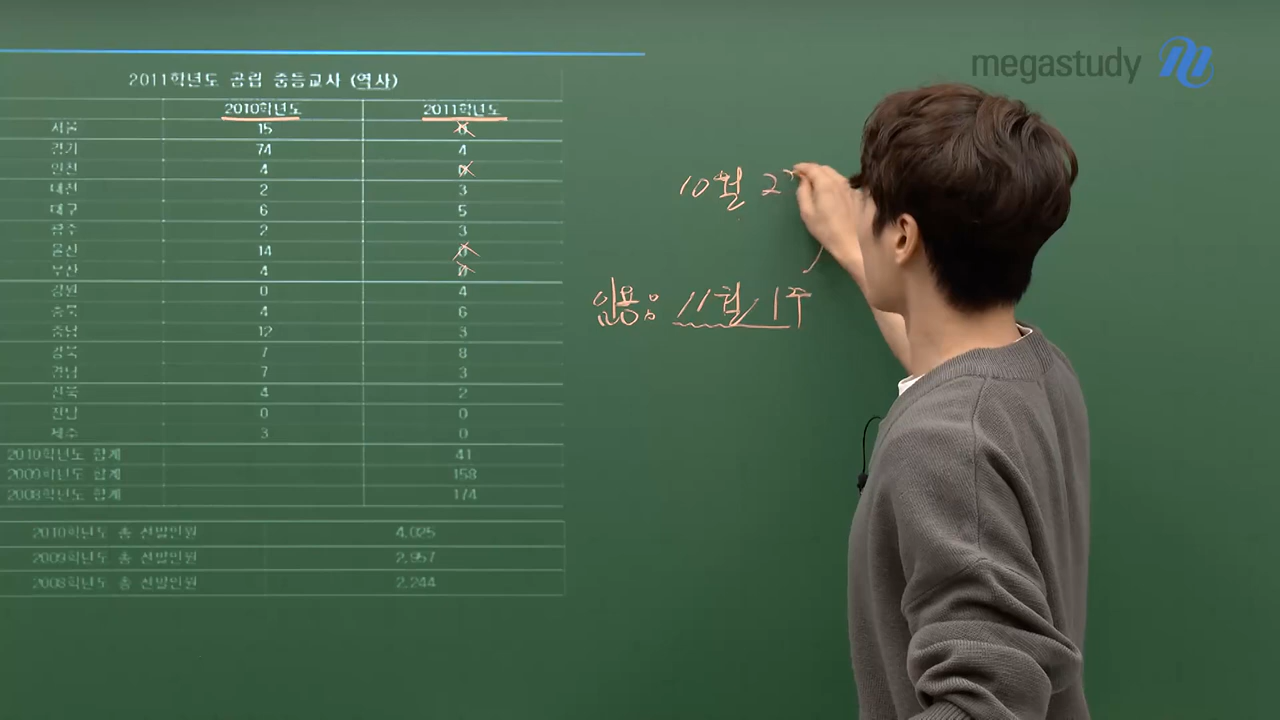 megastudy
2011학년도 공립 중등교사 (역사)
2010학년도 2011학년도
서울 15 0
경기 74 4
인천 4 0
대전 2 3
대구 6 5
광주 2 3
울산 14 0
부산 4 0
강원 0 4
충북 4 6
충남 12 3
경북 7 8
경남 7 3
전북 4 2
전남 0 0
제주 3 0
2010학년도 합계 41
2009학년도 합계 158
2008학년도 합계 174
2010학년도 총 선발인원 4,025
2009학년도 총 선발인원 2,957
2008학년도 총 선발인원 2,244
10월 2
임용: 11월 1주